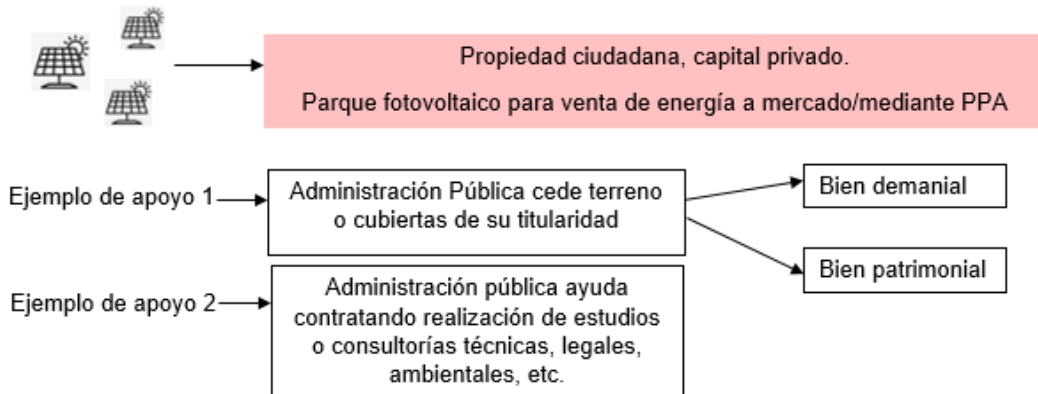 Propiedad ciudadana, capital privado.
Parque fotovoltaico para venta de energía a mercado/mediante PPA
Ejemplo de apoyo 1
Administración Pública cede terreno
o cubiertas de su titularidad
Bien demanial
Bien patrimonial
Ejemplo de apoyo 2
Administración pública ayuda
contratando realización de estudios
o consultorías técnicas, legales,
ambientales, etc.